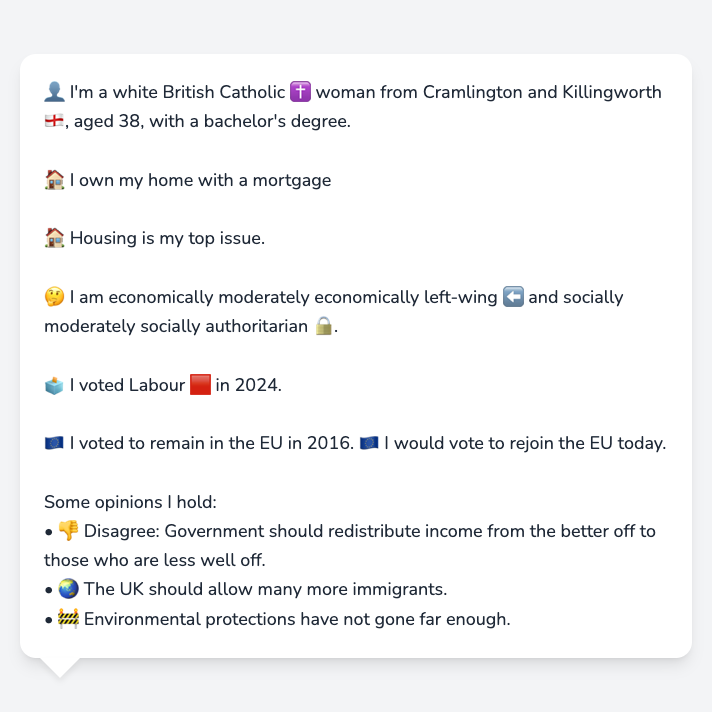 👤 I'm a white British Catholic ✝️ woman from Cramlington and Killingworth
🏴󠁧󠁢󠁥󠁮󠁧󠁿, aged 38, with a bachelor's degree.
🏠 I own my home with a mortgage
🏠 Housing is my top issue.
🤔 I am economically moderately economically left-wing ⬅️ and socially
moderately socially authoritarian 🔒.
🗳️ I voted Labour 🟥 in 2024.
🇪🇺 I voted to remain in the EU in 2016. 🇪🇺 I would vote to rejoin the EU today.
Some opinions I hold:
• 👎 Disagree: Government should redistribute income from the better off to
those who are less well off.
• 🌏 The UK should allow many more immigrants.
• 🚧 Environmental protections have not gone far enough.